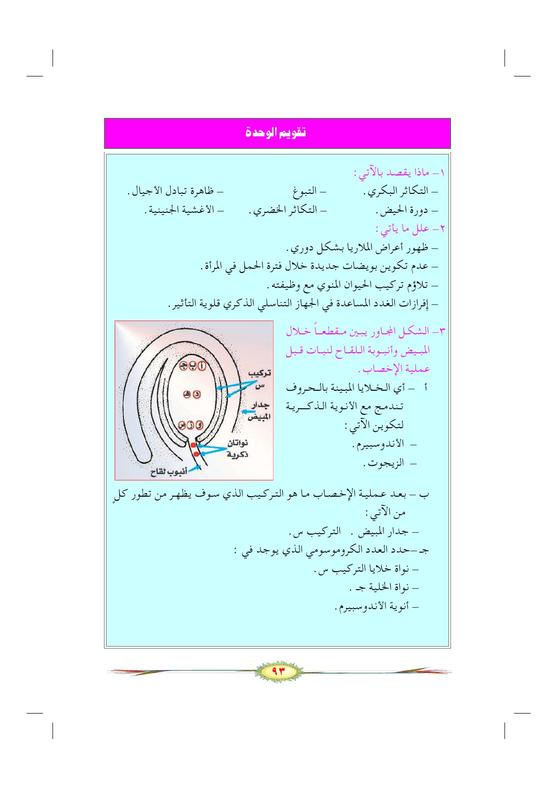 تقويم الوحدة
١– ماذا يقصد بالآتي :
– التكاثر البكري . – التبوغ – ظاهرة تبادل الأجيال .
– دورة الحيض . – التكاثر الخضري . – الأغشية الجنينية .
٢– علل ما يأتي :
– ظهور أعراض الملاريا بشكل دوري .
– عدم تكوين بويضات جديدة خلال فترة الحمل في المرأة .
– تلاؤم تركيب الحيوان المنوي مع وظيفته .
– إفرازات الغدد المساعدة في الجهاز التناسلي الذكري قلوية التأثير .
٣– الشكل المجاور يبين مقطعاً خلال
المبيض وأنبوبة اللقاح لنبات قبل
عملية الإخصاب .
أ – أي الخلايا المبينة بالحروف
تندمج مع الأنوية الذكرية
لتكوين الآتي :
– الأندوسبيرم .
– الزيجوت .
تركيب
س
جدار
المبيض
نواتان
ذكرية
أنبوب لقاح
ب – بعد عملية الإخصاب ما هو التركيب الذي سوف يظهر من تطور كلٍ
من الآتي :
– جدار المبيض . التركيب س .
جـ –حدد العدد الكروموسومي الذي يوجد في :
– نواة خلايا التركيب س .
– نواة الخلية جـ .
– أنوية الأندوسبيرم .
٩٣